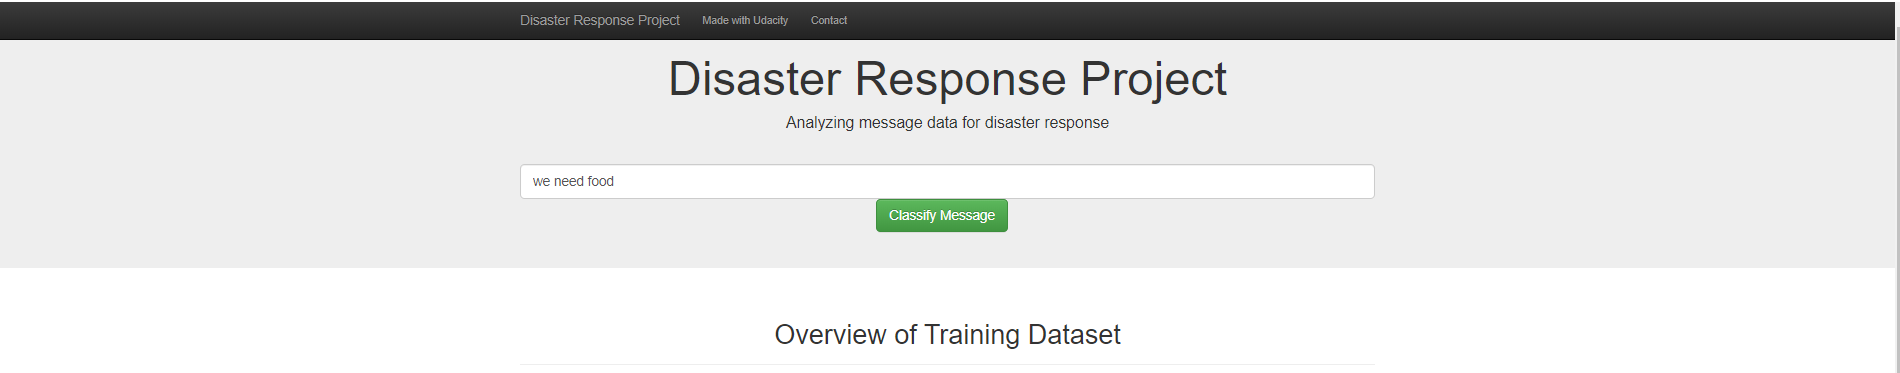 Disaster Response Project Made with Udacity Contact
Disaster Response Project
Analyzing message data for disaster response
we need food
Classify Message
Overview of Training Dataset